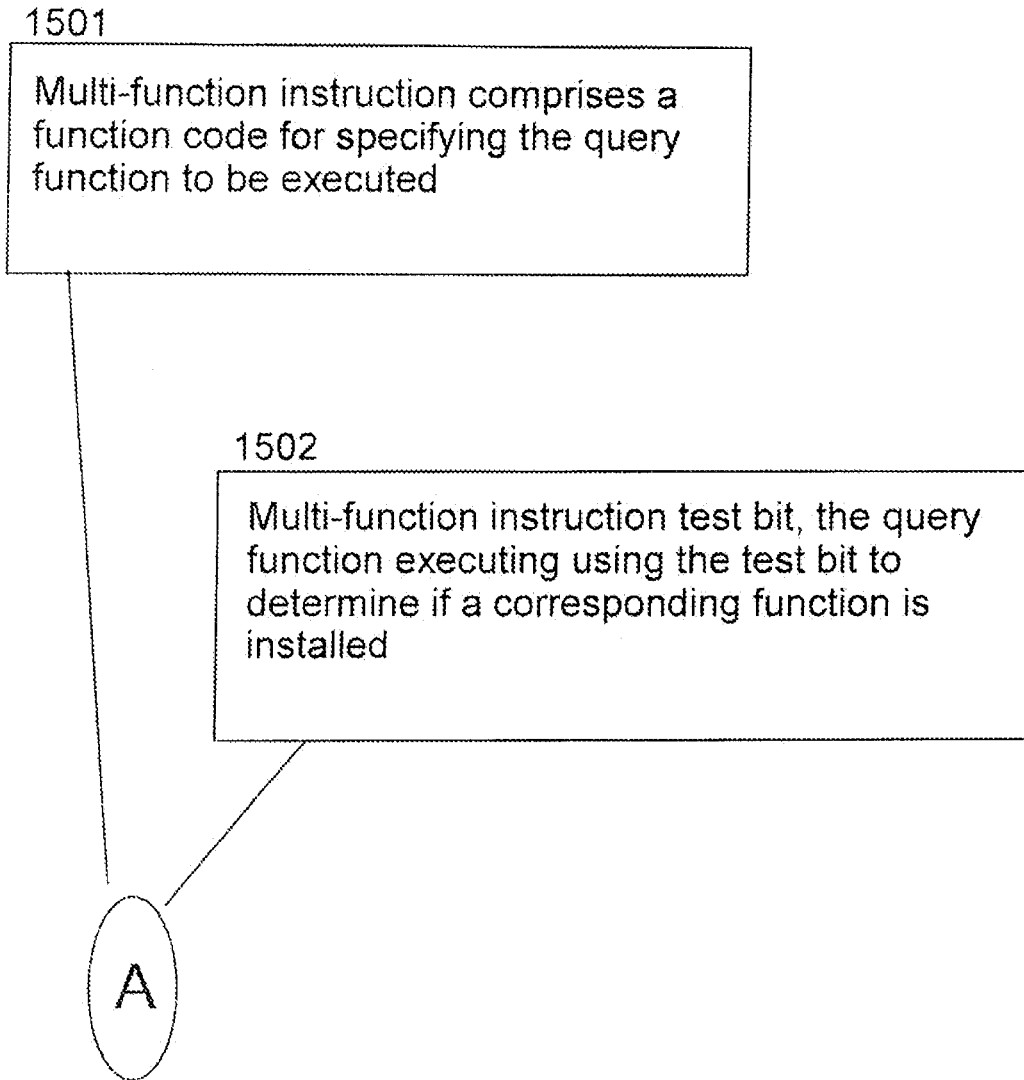 1501
Multi-function instruction comprises a
function code for specifying the query
function to be executed
1502
Multi-function instruction test bit, the query
function executing using the test bit to
determine if a corresponding function is
installed
A